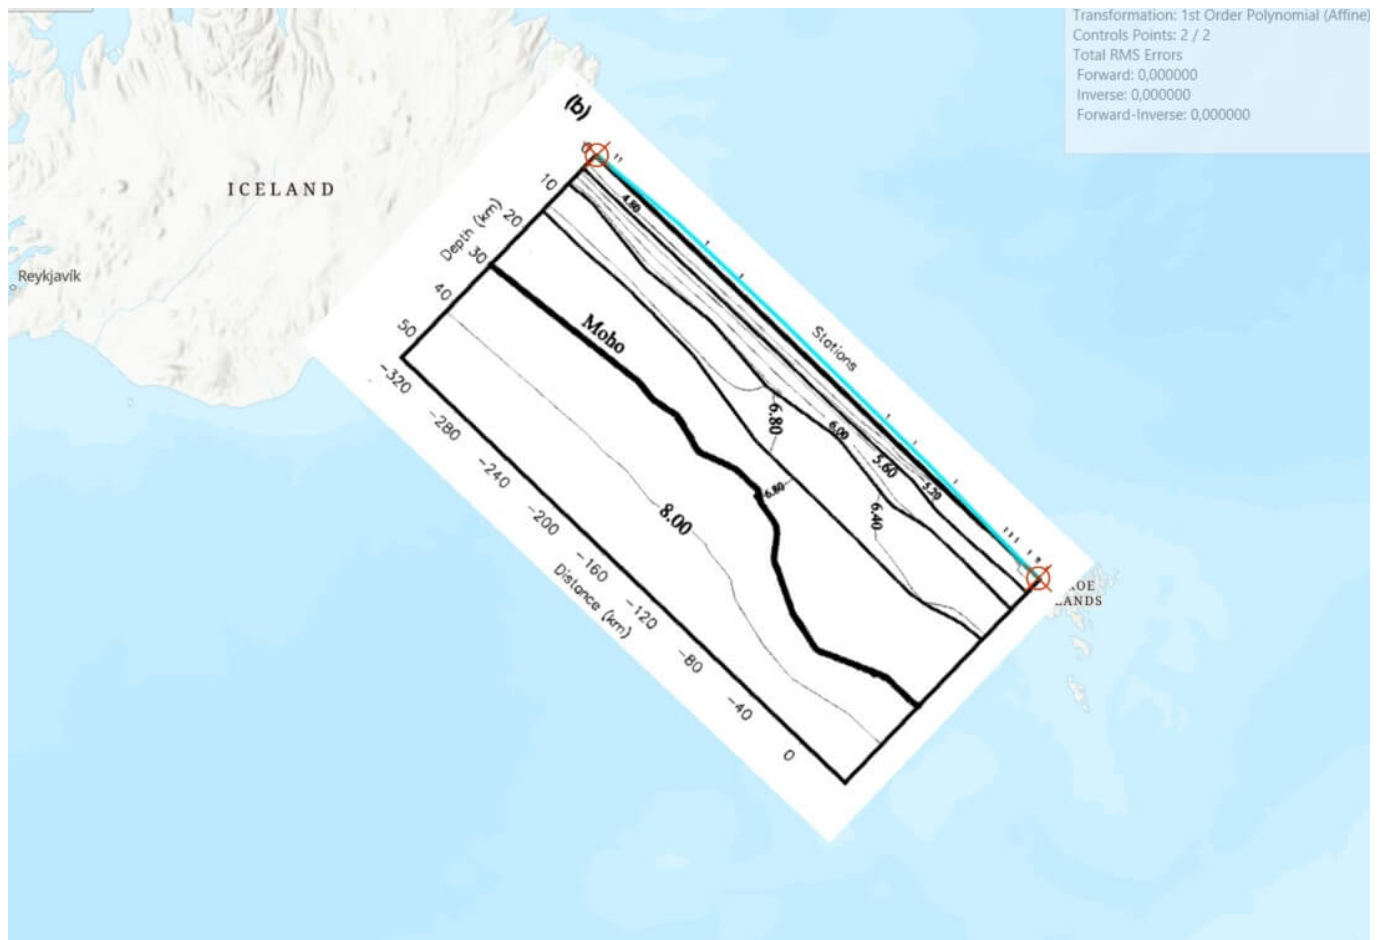 Transformation: 1st Order Polynomial (Affine)
Controls Points: 2 / 2
Total RMS Errors
Forward: 0,000000
Inverse: 0,000000
Forward-Inverse: 0,000000
(b)
ICELAND
Reykjavík
10
20
30
40
50
Depth (km)
4.80
Stations
Moho
6.80
6.00
5.60
5.20
6.80
6.40
8.00
-320
-280
-240
-200
-160
-120
-80
-40
0
Distance (km)
OE
LANDS